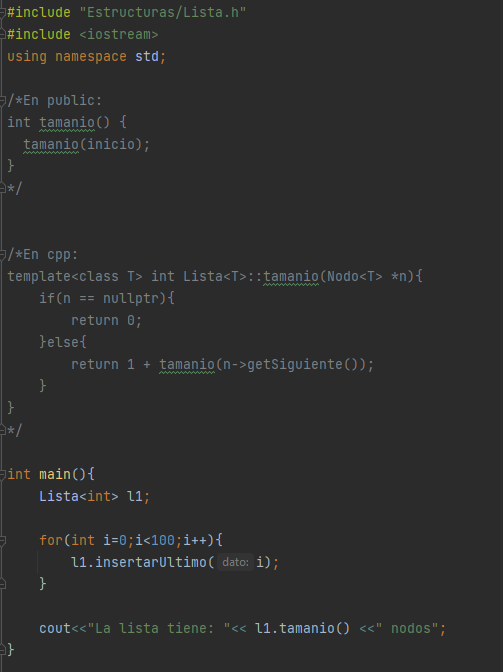 #include "Estructuras/Lista.h"
#include <iostream>
using namespace std;
/*En public:
int tamanio() {
  tamanio(inicio);
}
*/
/*En cpp:
template<class T> int Lista<T>::tamanio(Nodo<T> *n){
    if(n == nullptr){
        return 0;
    }else{
        return 1 + tamanio(n->getSiguiente());
    }
}
*/
int main(){
    Lista<int> l1;
    for(int i=0;i<100;i++){
        l1.insertarUltimo( dato: i);
    }
    cout<<"La lista tiene: "<< l1.tamanio() <<" nodos";
}